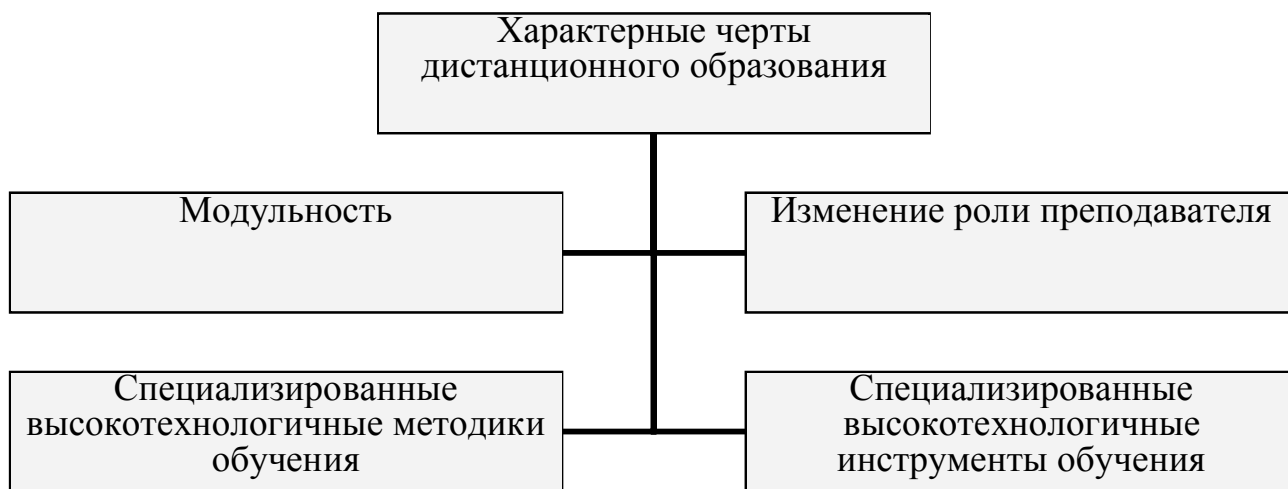 Характерные черты
дистанционного образования
Модульность
Изменение роли преподавателя
Специализированные
высокотехнологичные методики
обучения
Специализированные
высокотехнологичные
инструменты обучения